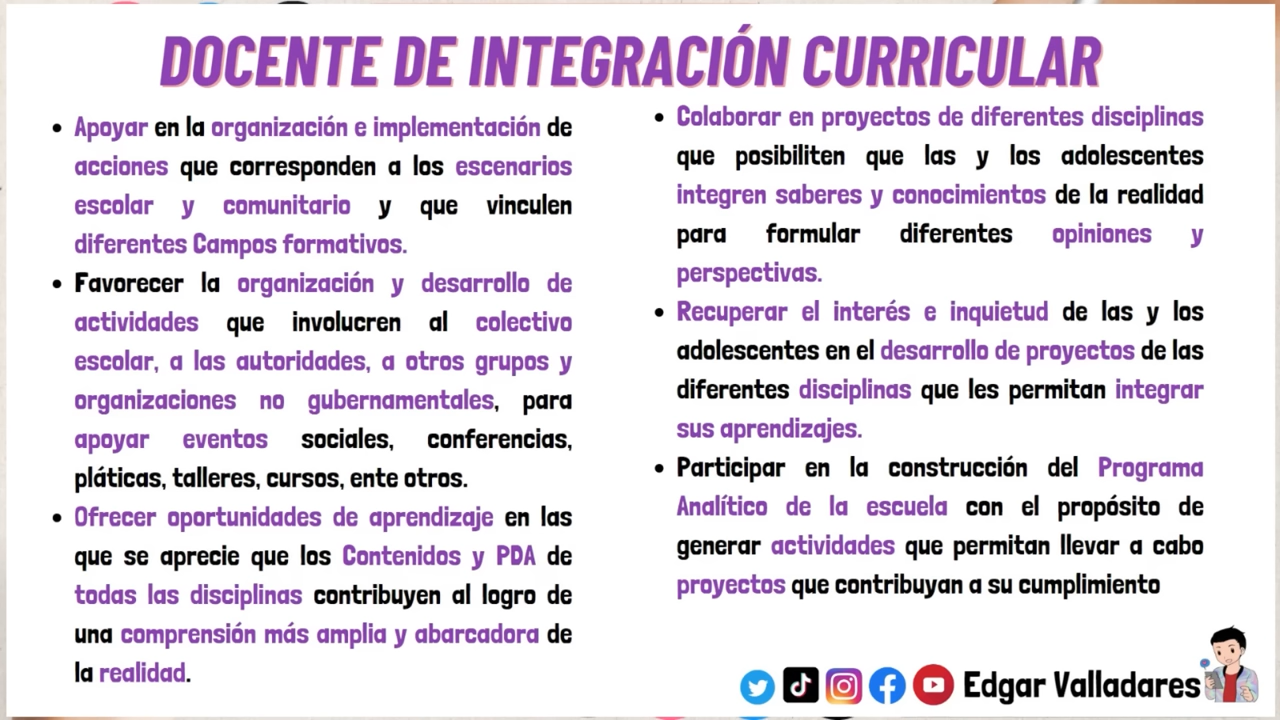 DOCENTE DE INTEGRACIÓN CURRICULAR
• Apoyar en la organización e implementación de
acciones que corresponden a los escenarios
escolar y comunitario y que vinculen
diferentes Campos formativos.
• Favorecer la organización y desarrollo de
actividades que involucren al colectivo
escolar, a las autoridades, a otros grupos y
organizaciones no gubernamentales, para
apoyar eventos sociales, conferencias,
pláticas, talleres, cursos, ente otros.
• Ofrecer oportunidades de aprendizaje en las
que se aprecie que los Contenidos y PDA de
todas las disciplinas contribuyen al logro de
una comprensión más amplia y abarcadora de
la realidad.
• Colaborar en proyectos de diferentes disciplinas
que posibiliten que las y los adolescentes
integren saberes y conocimientos de la realidad
para formular diferentes opiniones y
perspectivas.
• Recuperar el interés e inquietud de las y los
adolescentes en el desarrollo de proyectos de las
diferentes disciplinas que les permitan integrar
sus aprendizajes.
• Participar en la construcción del Programa
Analítico de la escuela con el propósito de
generar actividades que permitan llevar a cabo
proyectos que contribuyan a su cumplimiento
Edgar Valladares